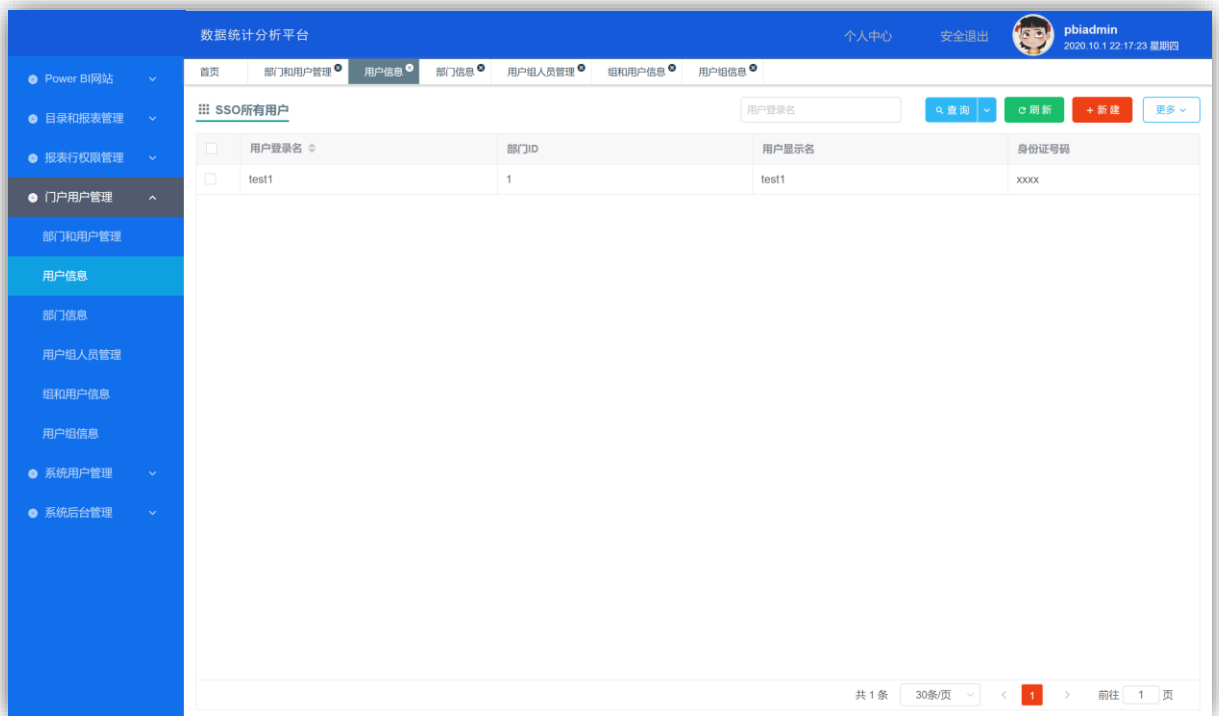 数据统计分析平台
个人中心
安全退出
pbiadmin
2020.10.1 22:17:23 星期四
Power BI网站
目录和报表管理
报表行权限管理
门户用户管理
部门和用户管理
用户信息
部门信息
用户组人员管理
组和用户信息
用户组信息
系统用户管理
系统后台管理
首页 部门和用户管理 用户信息 部门信息 用户组人员管理 组和用户信息 用户组信息
SSO所有用户
用户登录名
查询
刷新
+ 新建
更多
用户登录名 部门ID 用户显示名 身份证号码
test1 1 test1 xxxx
共 1 条 30条/页 < 1 > 前往 1 页